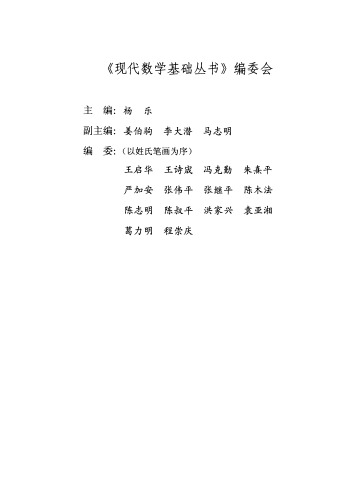 《现代数学基础丛书》编委会
主　编：杨　乐
副主编：姜伯驹　李大潜　马志明
编　委：（以姓氏笔画为序）
王启华　王诗宬　冯克勤　朱熹平
严加安　张伟平　张继平　陈木法
陈志明　陈叔平　洪家兴　袁亚湘
葛力明　程崇庆